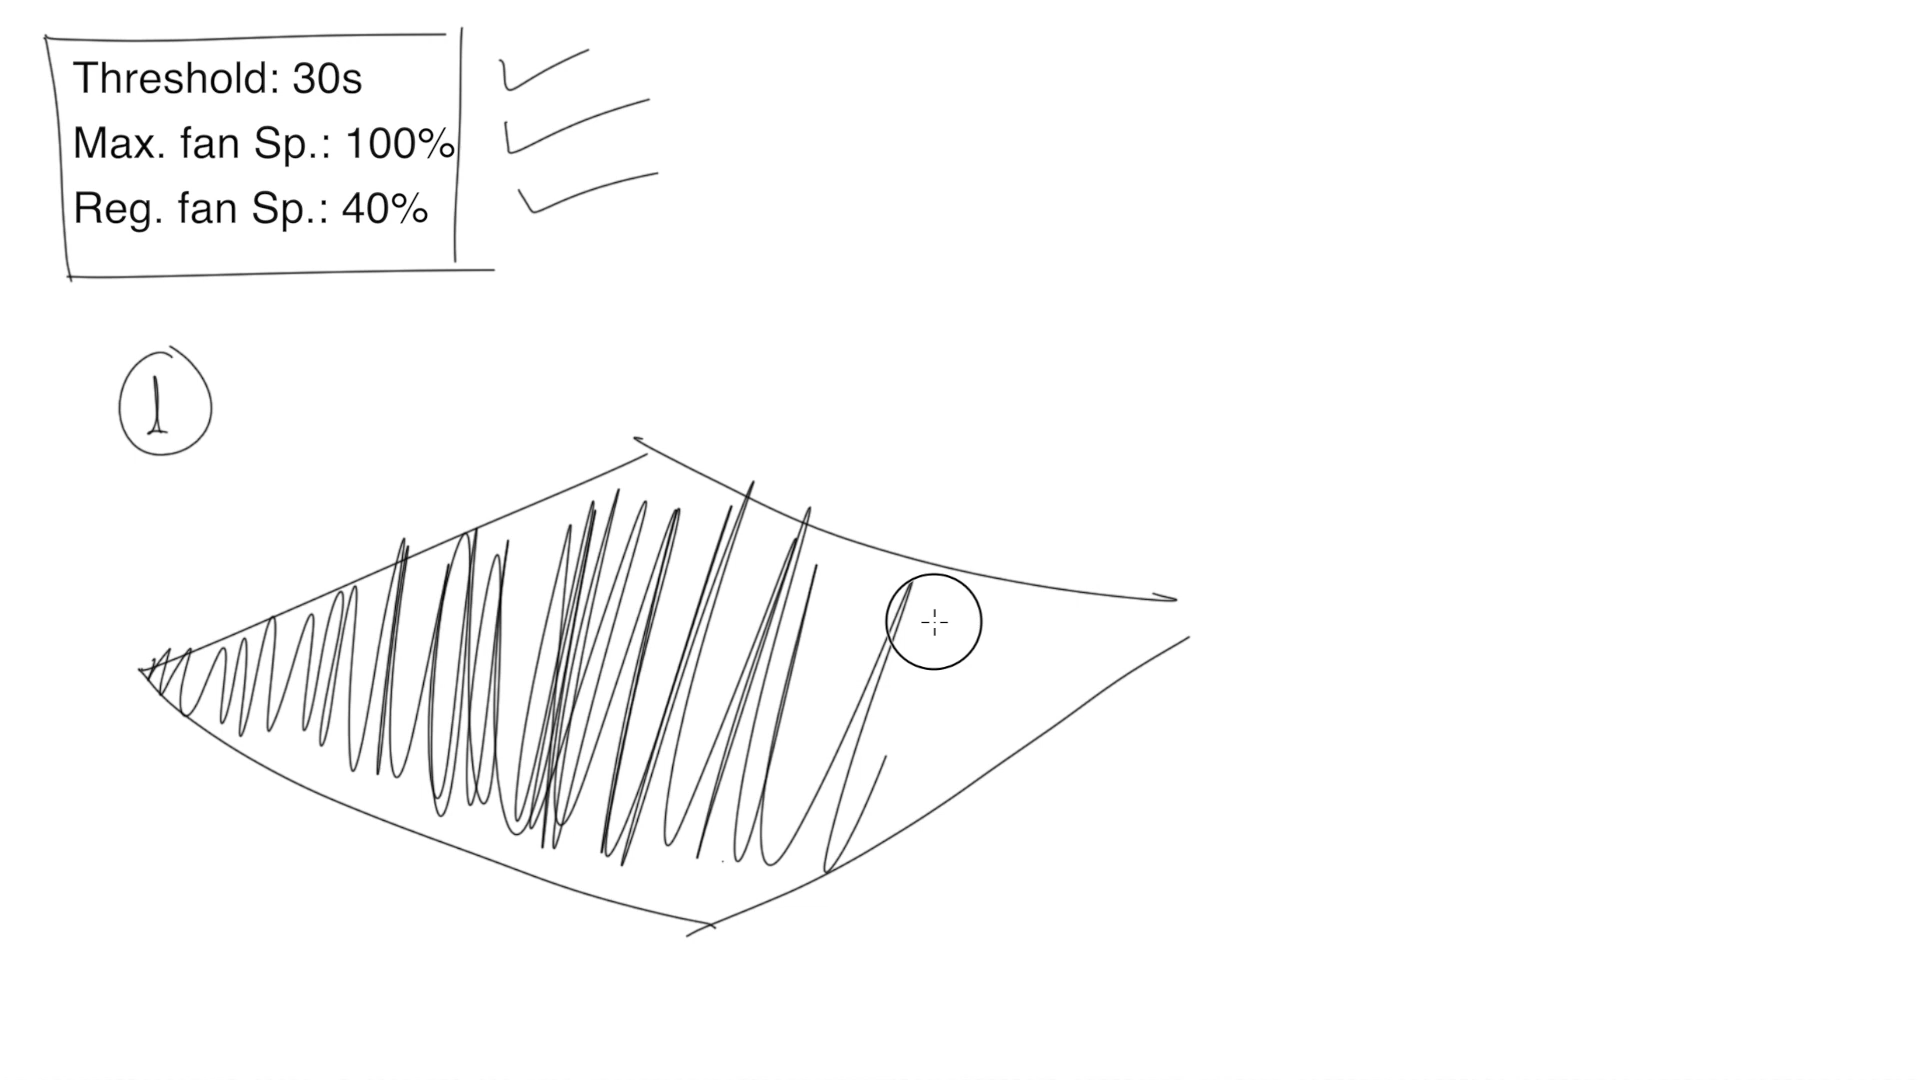 Threshold: 30s
Max. fan Sp.: 100%
Reg. fan Sp.: 40%
1